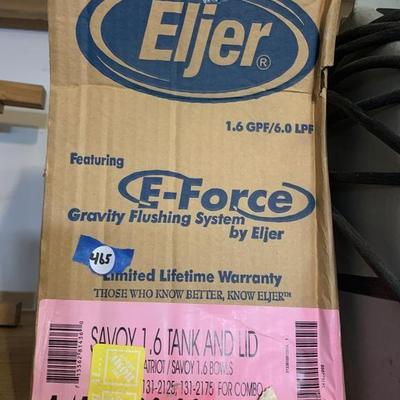 Eljer®
1.6 GPF/6.0 LPF
Featuring
E-Force
Gravity Flushing System
by Eljer
465
Limited Lifetime Warranty
THOSE WHO KNOW BETTER, KNOW ELJER™
SAVOY 1.6 TANK AND LID
PATRIOT / SAVOY 1.6 BOWLS
131-2125, 131-2175 FOR COMBO